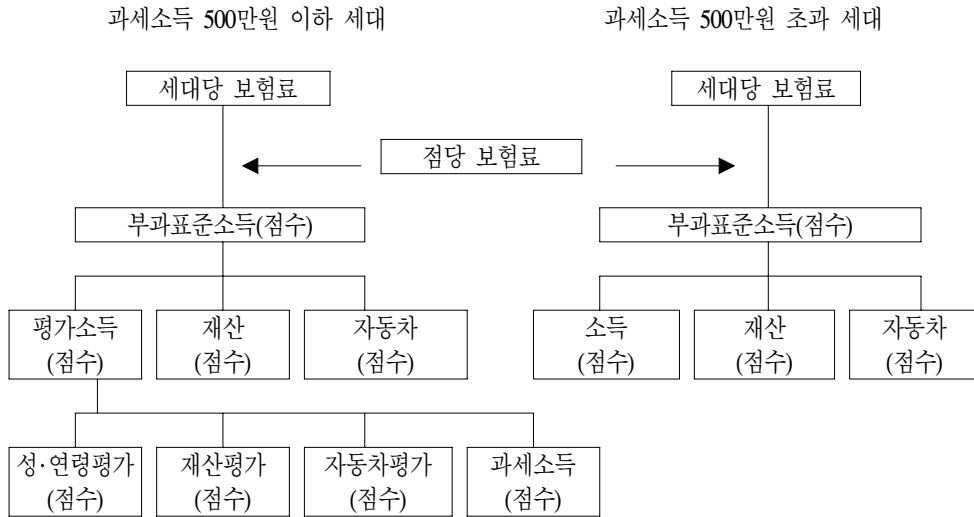 과세소득 500만원 이하 세대
과세소득 500만원 초과 세대
세대당 보험료
세대당 보험료
점당 보험료
부과표준소득(점수)
부과표준소득(점수)
평가소득
(점수)
재산
(점수)
자동차
(점수)
소득
(점수)
재산
(점수)
자동차
(점수)
성·연령평가
(점수)
재산평가
(점수)
자동차평가
(점수)
과세소득
(점수)